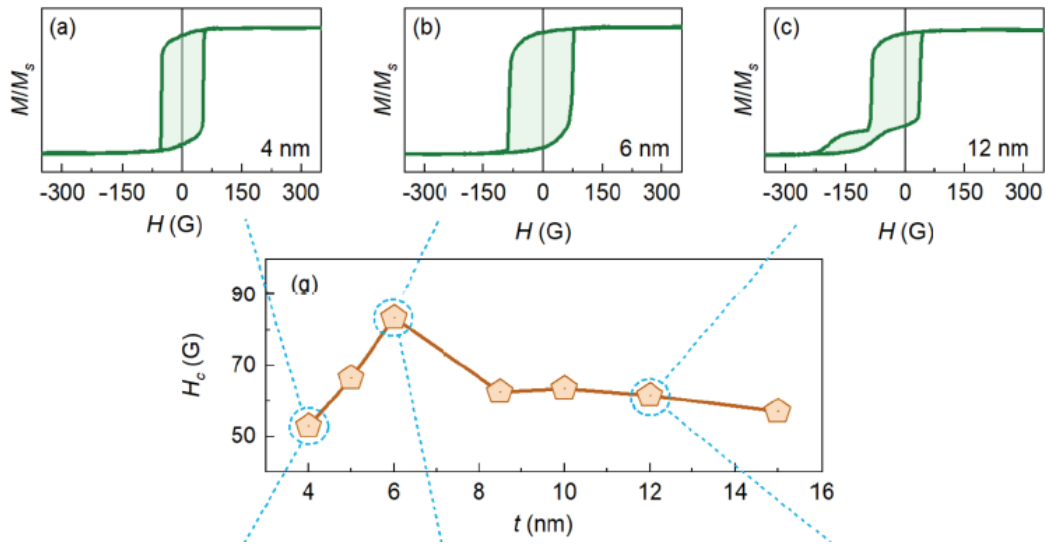 (a)
M/Ms
4 nm
-300 -150 0 150 300
H (G)
(b)
M/Ms
6 nm
-300 -150 0 150 300
H (G)
(c)
M/Ms
12 nm
-300 -150 0 150 300
H (G)
(g)
Hc (G)
90
70
50
4 6 8 10 12 14 16
t (nm)